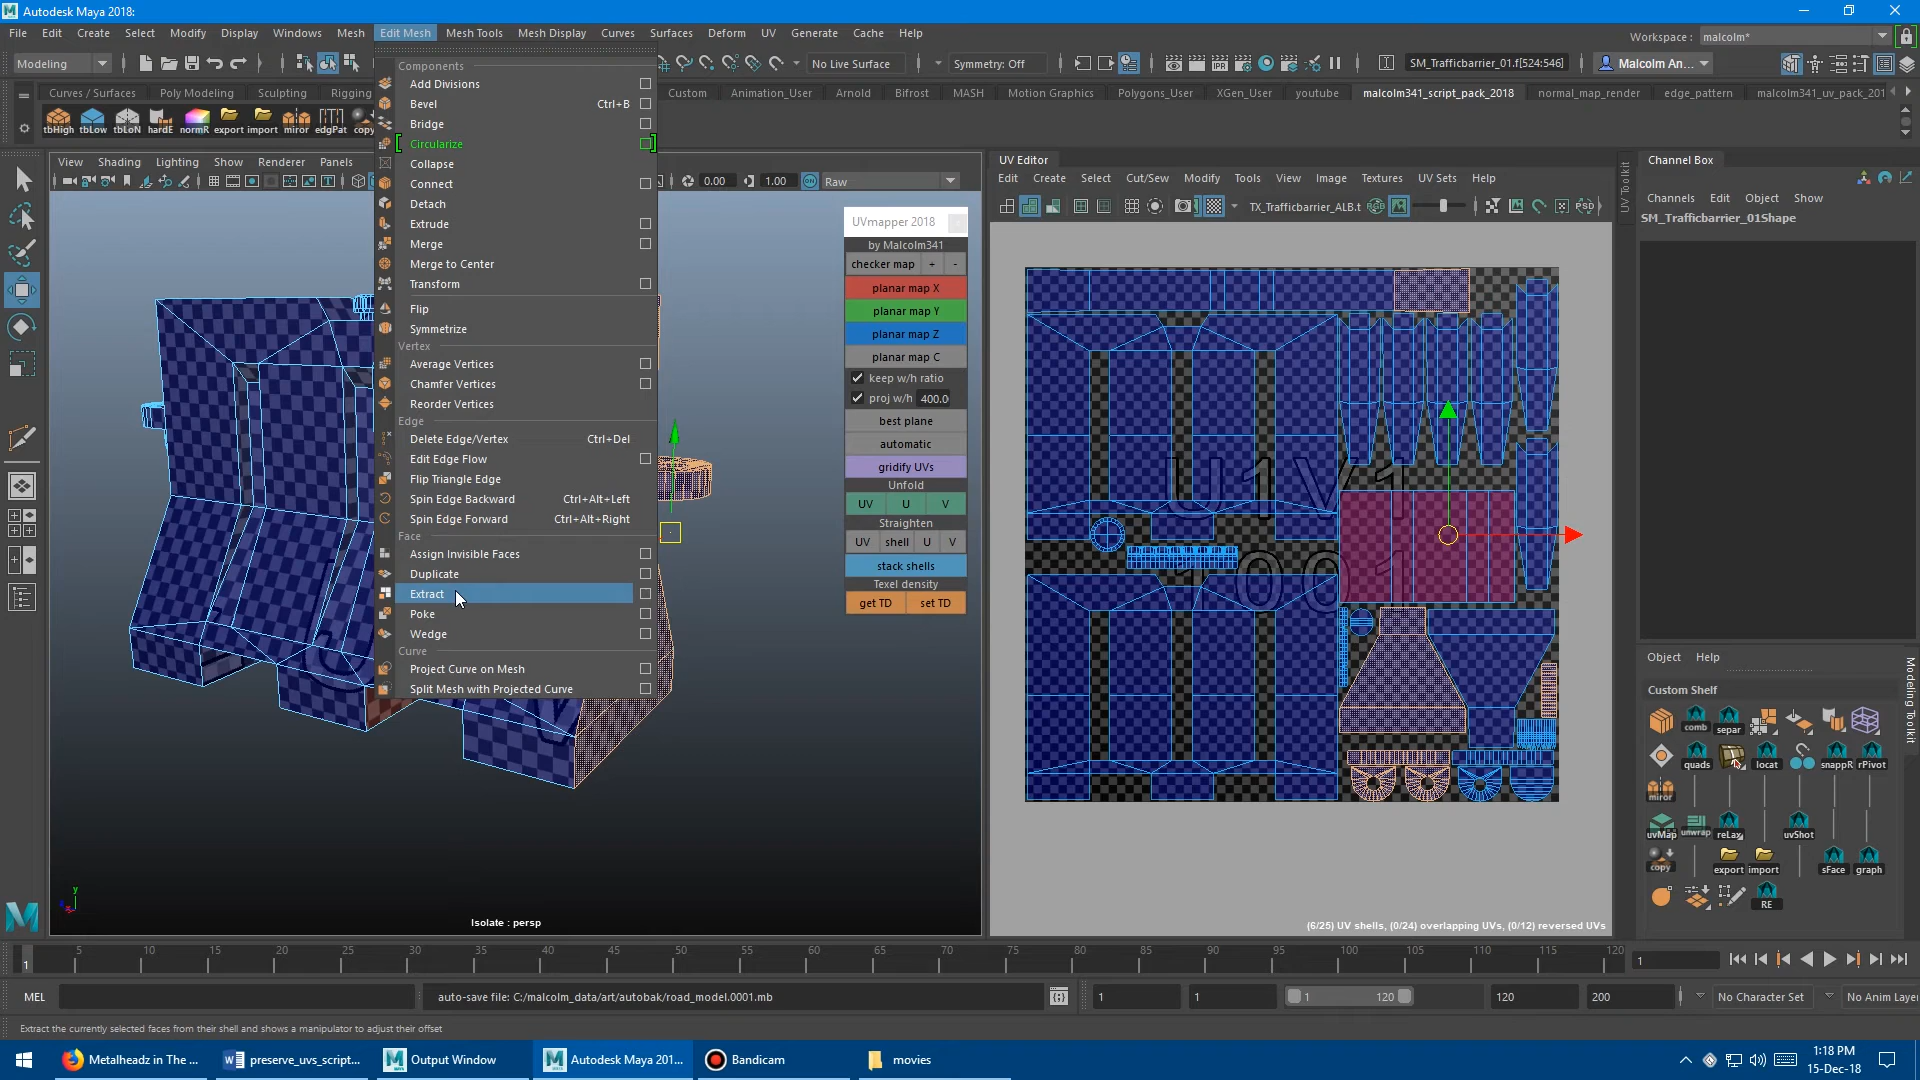 Autodesk Maya 2018:
File Edit Create Select Modify Display Windows Mesh Edit Mesh Mesh Tools Mesh Display Curves Surfaces Deform UV Generate Cache Help
Workspace : malcolm*
Modeling
No Live Surface
Symmetry: Off
SM_Trafficbarrier_01.f[524:546]
Malcolm An...
Curves / Surfaces Poly Modeling Sculpting Rigging
Custom Animation_User Arnold Bifrost MASH Motion Graphics Polygons_User XGen_User youtube malcolm341_script_pack_2018 normal_map_render edge_pattern malcolm341_uv_pack_201
tbHigh tbLow tbLoN hardE normR export import miror edgPat copy
Components
Add Divisions
Bevel Ctrl+B
Bridge
Circularize
Collapse
Connect
Detach
Extrude
Merge
Merge to Center
Transform
Flip
Symmetrize
Vertex
Average Vertices
Chamfer Vertices
Reorder Vertices
Edge
Delete Edge/Vertex Ctrl+Del
Edit Edge Flow
Flip Triangle Edge
Spin Edge Backward Ctrl+Alt+Left
Spin Edge Forward Ctrl+Alt+Right
Face
Assign Invisible Faces
Duplicate
Extract
Poke
Wedge
Curve
Project Curve on Mesh
Split Mesh with Projected Curve
View Shading Lighting Show Renderer Panels
0.00 1.00 Raw
UVmapper 2018
by Malcolm341
checker map + -
planar map X
planar map Y
planar map Z
planar map C
keep w/h ratio
proj w/h 400.0
best plane
automatic
gridify UVs
Unfold
UV U V
Straighten
UV shell U V
stack shells
Texel density
get TD set TD
y
Isolate : persp
UV Editor
Edit Create Select Cut/Sew Modify Tools View Image Textures UV Sets Help
TX_Trafficbarrier_ALB.t
U1V1
1001
(6/25) UV shells, (0/24) overlapping UVs, (0/12) reversed UVs
UV Toolkit
Channel Box
Channels Edit Object Show
SM_Trafficbarrier_01Shape
Object Help
Custom Shelf
comb separ
quads locat snappR rPivot
miror
uvMap unwrap reLax uvShot
copy export import sFace graph
RE
Modeling Toolkit
5 10 15 20 25 30 35 40 45 50 55 60 65 70 75 80 85 90 95 100 105 110 115 120
1 1
MEL
auto-save file: C:/malcolm_data/art/autobak/road_model.0001.mb
1 1 1 120 120 200
No Character Set
No Anim Layer
Extract the currently selected faces from their shell and shows a manipulator to adjust their offset
Metalheadz in The ...
preserve_uvs_script...
Output Window
Autodesk Maya 201...
Bandicam
movies
1:18 PM
15-Dec-18